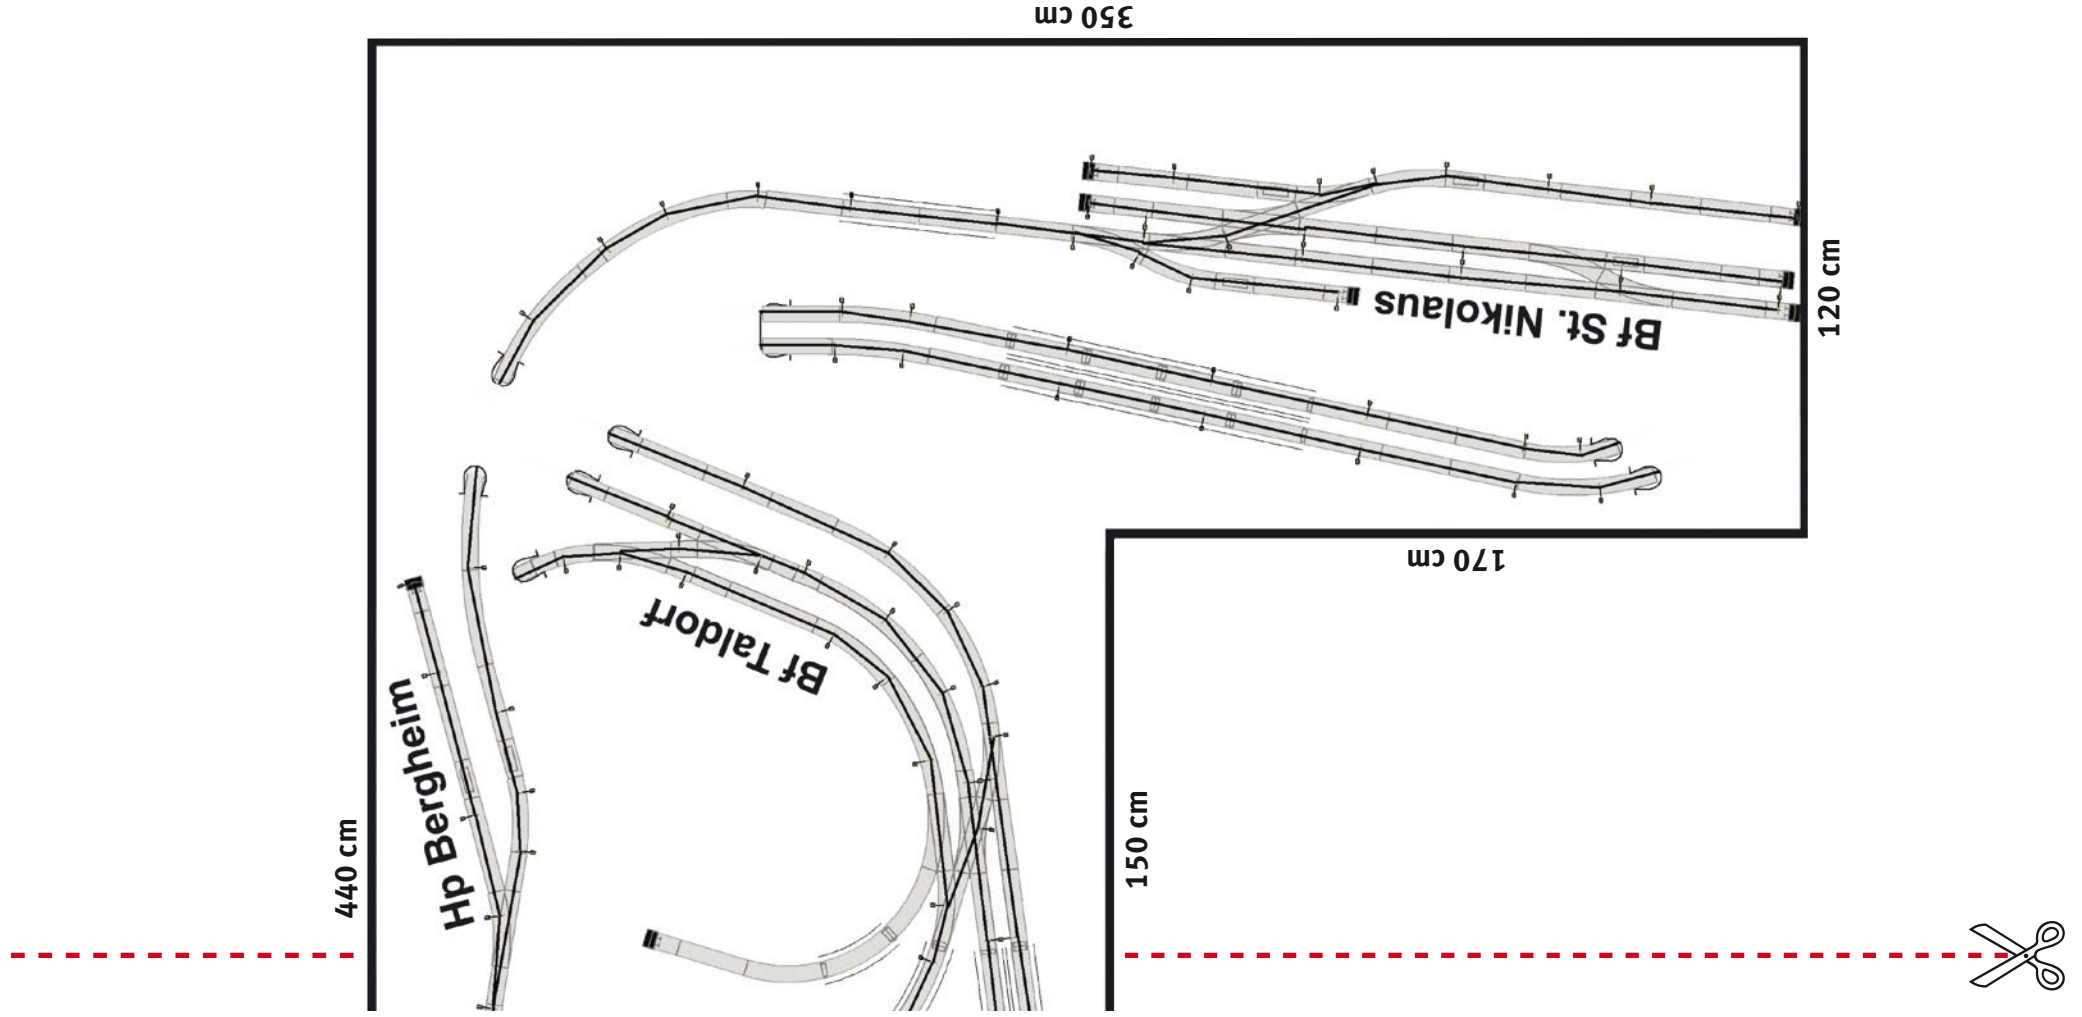 350 cm
120 cm
Bf St. Nikolaus
170 cm
Bf Taldorf
Hp Bergheim
440 cm
150 cm